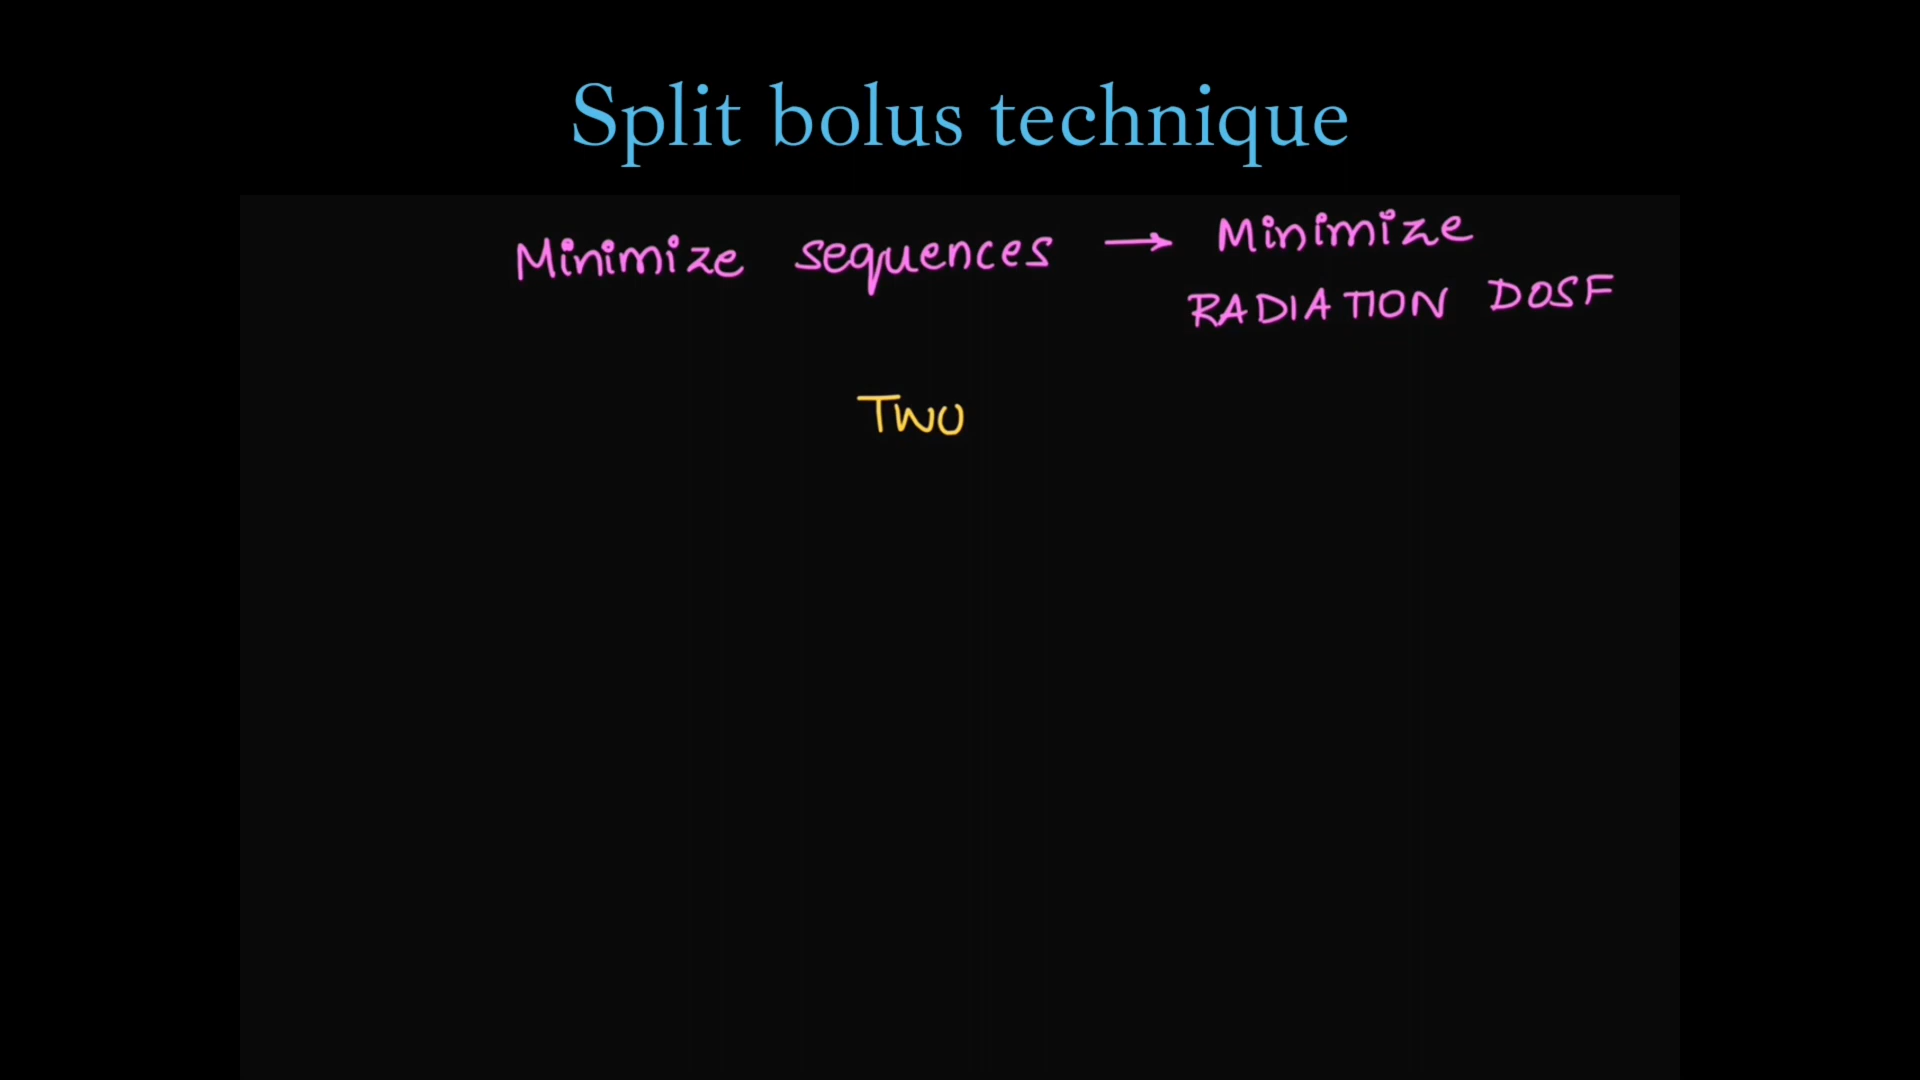 Split bolus technique
Minimize sequences → Minimize
RADIATION DOSF
TWO